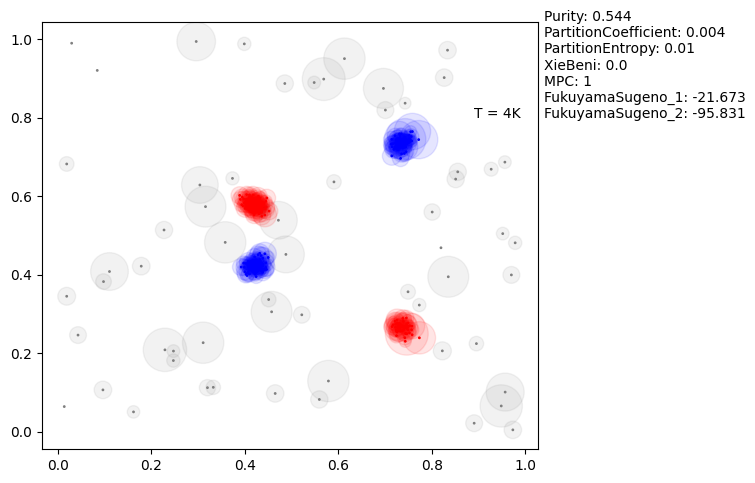 Purity: 0.544
PartitionCoefficient: 0.004
PartitionEntropy: 0.01
XieBeni: 0.0
MPC: 1
FukuyamaSugeno_1: -21.673
FukuyamaSugeno_2: -95.831
T = 4K
1.0
0.8
0.6
0.4
0.2
0.0
0.0 0.2 0.4 0.6 0.8 1.0